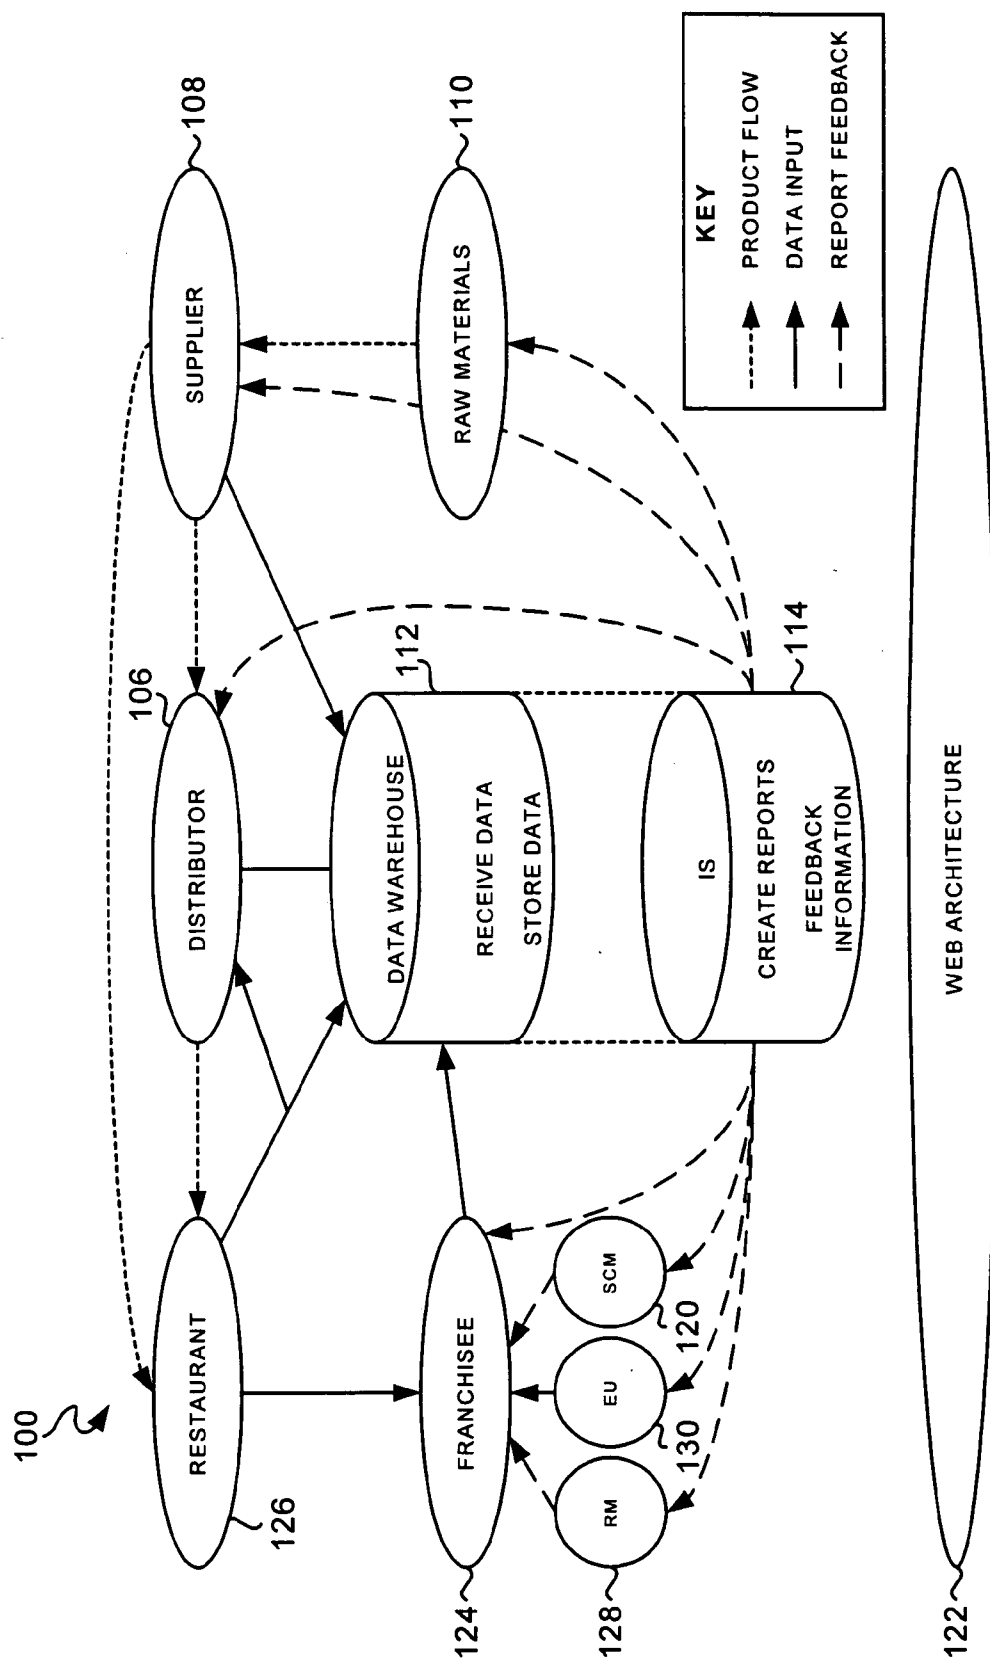 100
126
RESTAURANT
106
DISTRIBUTOR
SUPPLIER
108
124
FRANCHISEE
DATA WAREHOUSE
112
RECEIVE DATA
STORE DATA
RAW MATERIALS
110
128
RM
130
EU
120
SCM
IS
114
CREATE REPORTS
FEEDBACK
INFORMATION
KEY
PRODUCT FLOW
DATA INPUT
REPORT FEEDBACK
122
WEB ARCHITECTURE